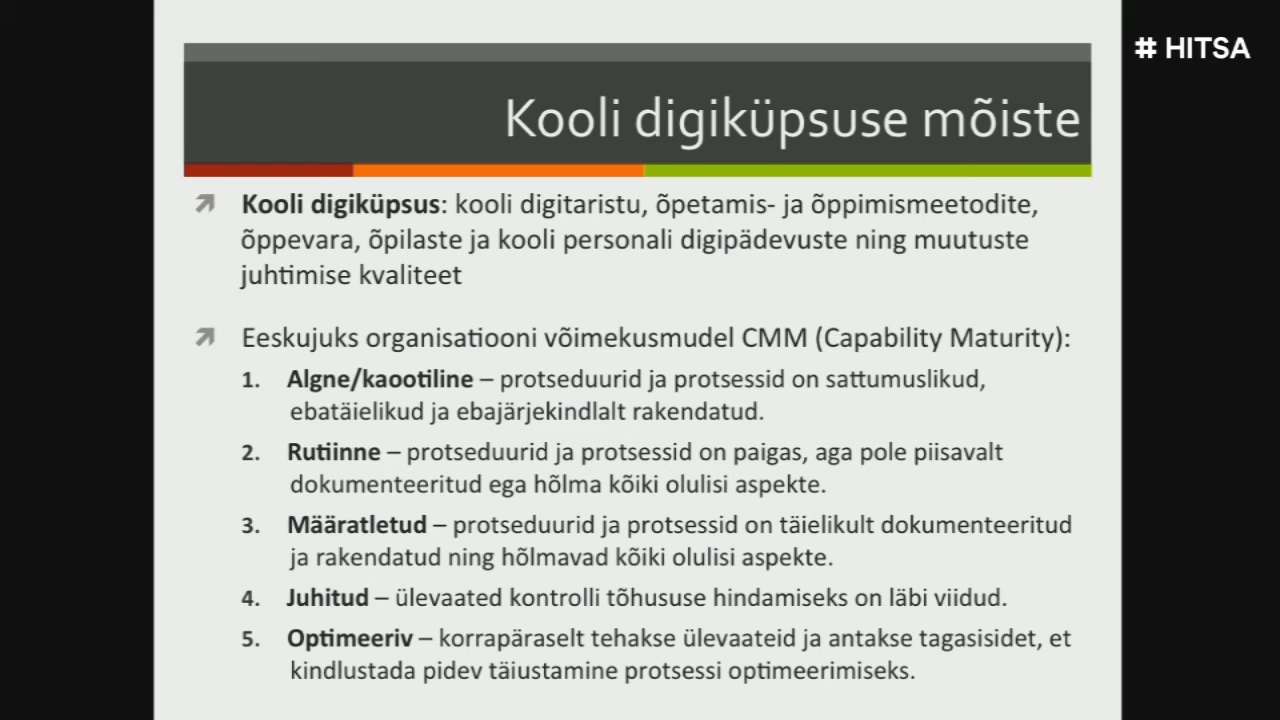 # HITSA
Kooli digiküpsuse mõiste
Kooli digiküpsus: kooli digitaristu, õpetamis- ja õppimismeetodite,
õppevara, õpilaste ja kooli personali digipädevuste ning muutuste
juhtimise kvaliteet
Eeskujuks organisatiooni võimekusmudel CMM (Capability Maturity):
1. Algne/kaootiline – protseduurid ja protsessid on sattumuslikud,
ebatäielikud ja ebajärjekindlalt rakendatud.
2. Rutiinne – protseduurid ja protsessid on paigas, aga pole piisavalt
dokumenteeritud ega hõlma kõiki olulisi aspekte.
3. Määratletud – protseduurid ja protsessid on täielikult dokumenteeritud
ja rakendatud ning hõlmavad kõiki olulisi aspekte.
4. Juhitud – ülevaated kontrolli tõhususe hindamiseks on läbi viidud.
5. Optimeeriv – korrapäraselt tehakse ülevaateid ja antakse tagasisidet, et
kindlustada pidev täiustamine protsessi optimeerimiseks.